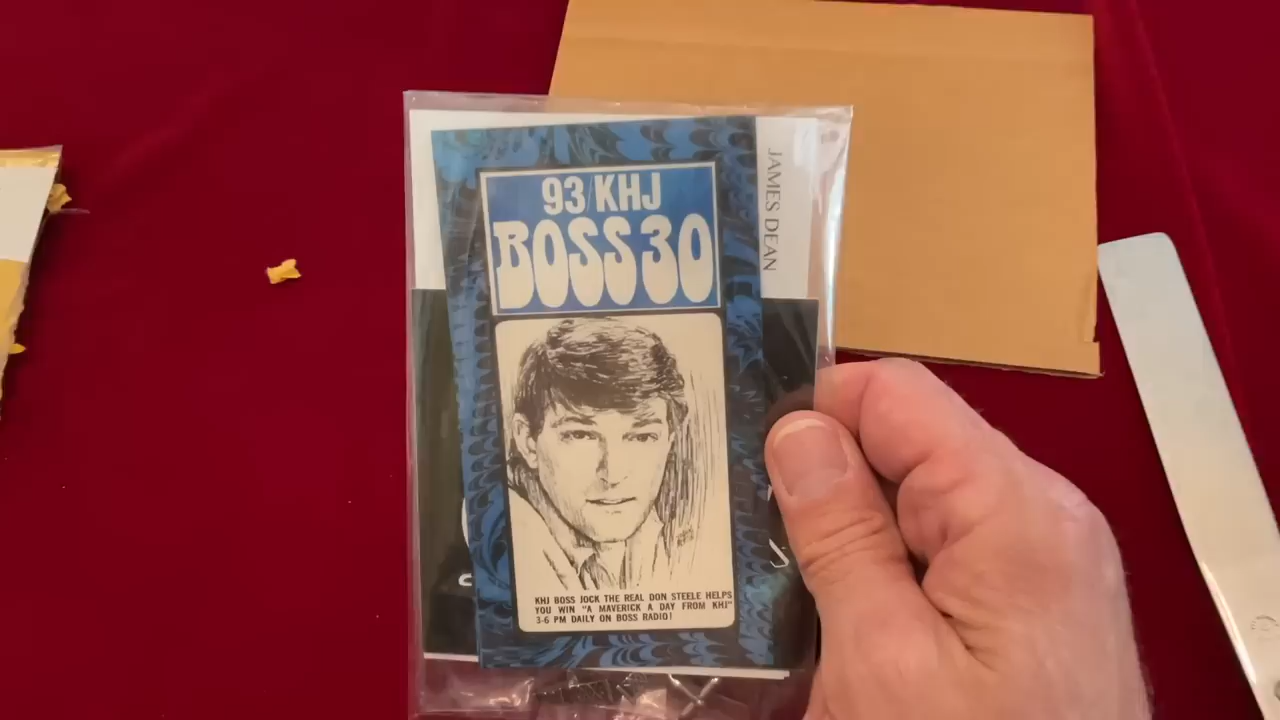 93/KHJ
BOSS 30
JAMES DEAN
KHJ BOSS JOCK THE REAL DON STEELE HELPS
YOU WIN "A MAVERICK A DAY FROM KHJ"
3-6 PM DAILY ON BOSS RADIO!